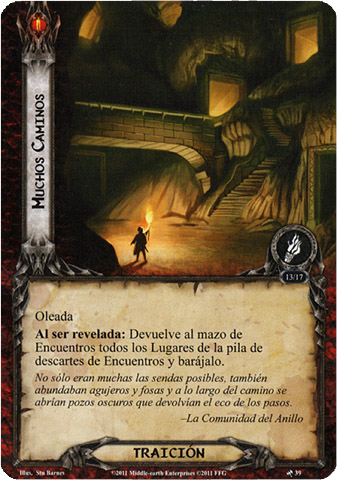 MUCHOS CAMINOS
13/17
Oleada
Al ser revelada: Devuelve al mazo de
Encuentros todos los Lugares de la pila de
descartes de Encuentros y barájalo.
No sólo eran muchas las sendas posibles, también
abundaban agujeros y fosas y a lo largo del camino se
abrían pozos oscuros que devolvían el eco de los pasos.
–La Comunidad del Anillo
TRAICIÓN
Illus. Stu Barnes ©2011 Middle-earth Enterprises ©2011 FFG 39